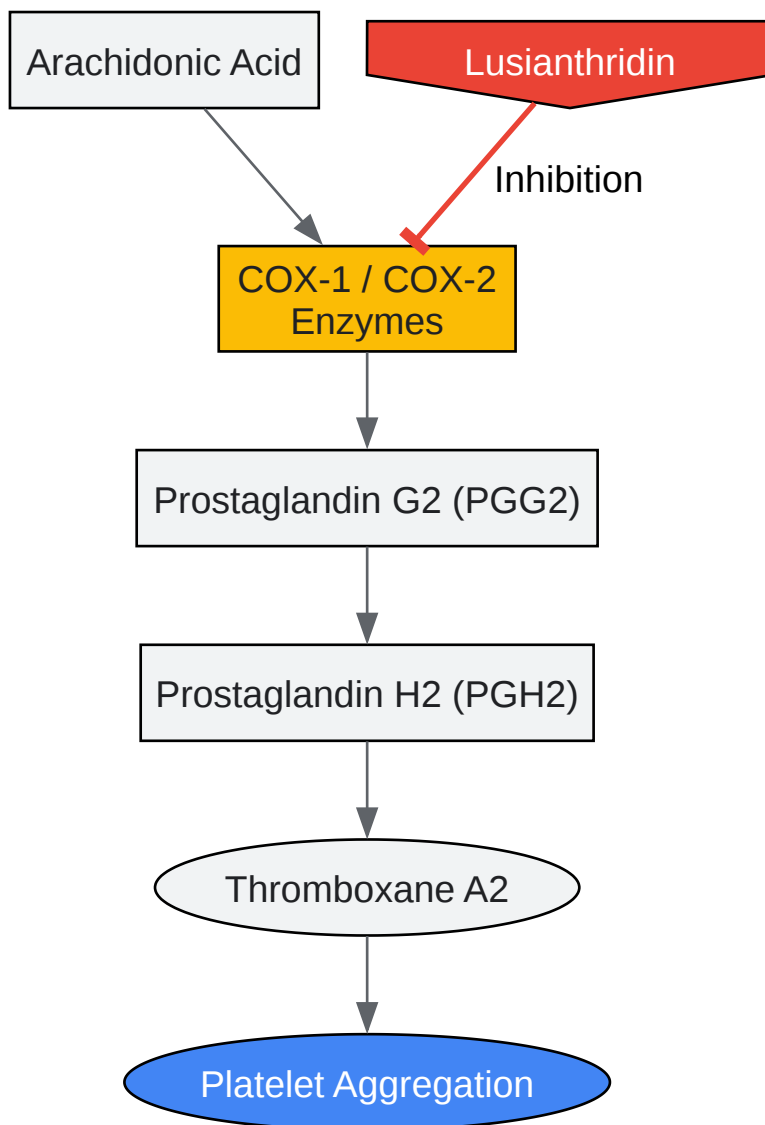 Arachidonic Acid
Lusianthridin
Inhibition
COX-1 / COX-2
Enzymes
Prostaglandin G2 (PGG2)
Prostaglandin H2 (PGH2)
Thromboxane A2
Platelet Aggregation